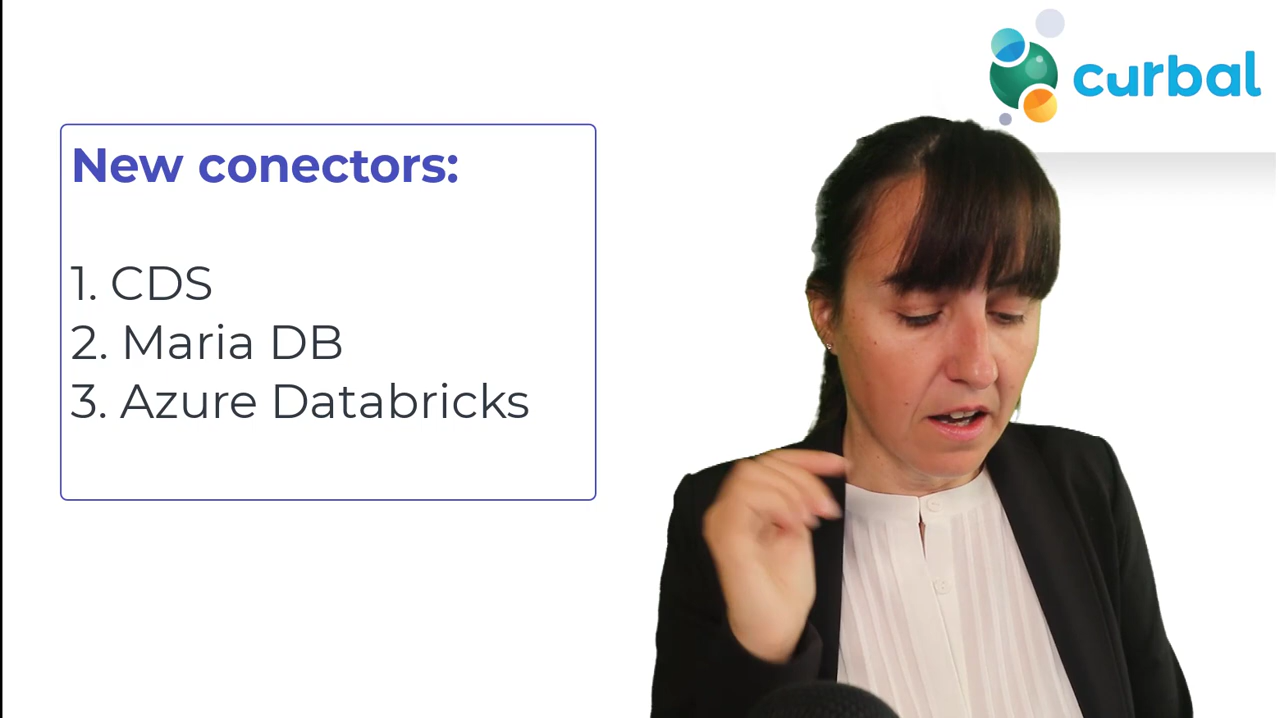 curbal
New conectors:
1. CDS
2. Maria DB
3. Azure Databricks